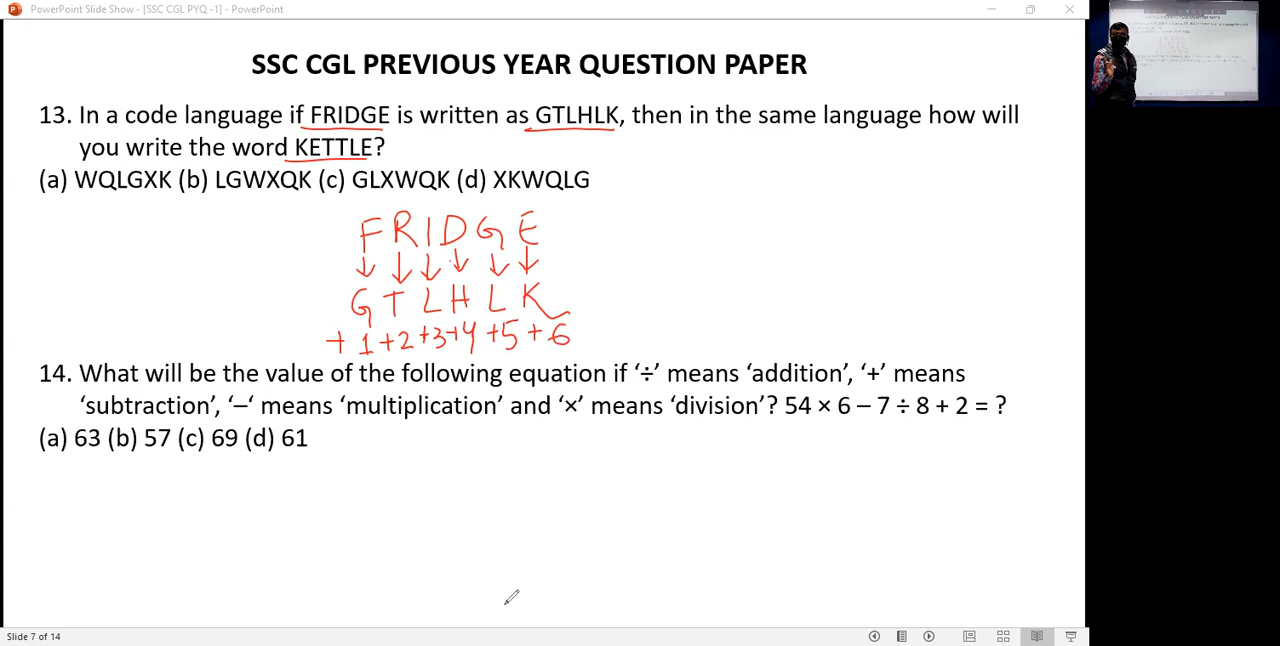 PowerPoint Slide Show - [SSC CGL PYQ -1] - PowerPoint
SSC CGL PREVIOUS YEAR QUESTION PAPER
13. In a code language if FRIDGE is written as GTLHLK, then in the same language how will
you write the word KETTLE?
(a) WQLGXK (b) LGWXQK (c) GLXWQK (d) XKWQLG
F R I D G E
↓ ↓ ↓ ↓ ↓ ↓
G T L H L K
+1 +2 +3 +4 +5 +6
14. What will be the value of the following equation if ‘÷’ means ‘addition’, ‘+’ means
‘subtraction’, ‘–‘ means ‘multiplication’ and ‘×’ means ‘division’? 54 × 6 – 7 ÷ 8 + 2 = ?
(a) 63 (b) 57 (c) 69 (d) 61
Slide 7 of 14